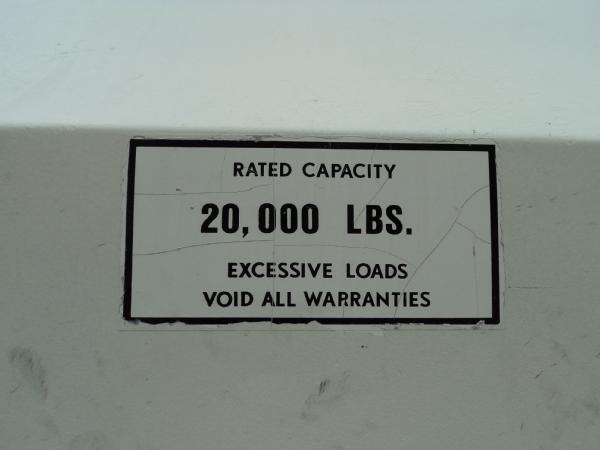 RATED CAPACITY
20,000 LBS.
EXCESSIVE LOADS
VOID ALL WARRANTIES